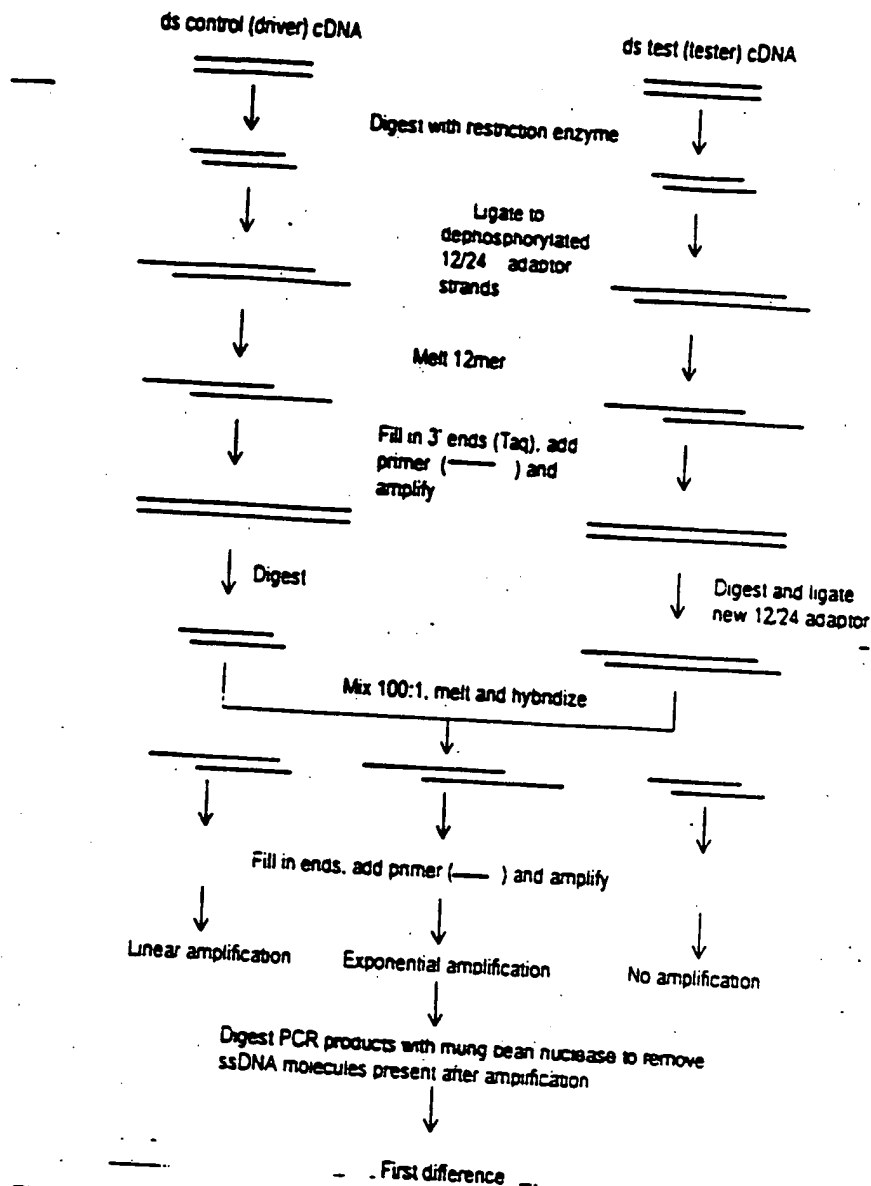 ds control (driver) cDNA
ds test (tester) cDNA
Digest with restriction enzyme
Ligate to
dephosphorylated
12/24 adaptor
strands
Melt 12mer
Fill in 3' ends (Taq), add
primer ( ) and
amplify
Digest
Digest and ligate
new 12/24 adaptor
Mix 100:1, melt and hybridize
Fill in ends, add primer ( ) and amplify
Linear amplification
Exponential amplification
No amplification
Digest PCR products with mung bean nuclease to remove
ssDNA molecules present after amplification
First difference